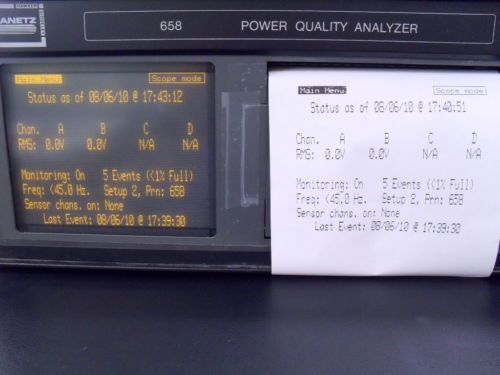 658 POWER QUALITY ANALYZER
Main Menu Scope mode
Status as of 08/06/10 @ 17:43:12
Chan. A B C D
RMS: 0.0V 0.0V N/A N/A
Monitoring: On 5 Events (<1% Full)
Freq: <45.0 Hz. Setup 2, Prn: 658
Sensor chans. on: None
Last Event: 08/06/10 @ 17:39:30
Main Menu Scope mode
Status as of 08/06/10 @ 17:40:51
Chan. A B C D
RMS: 0.0V 0.0V N/A N/A
Monitoring: On 5 Events (<1% Full)
Freq: <45.0 Hz. Setup 2, Prn: 658
Sensor chans. on: None
Last Event: 08/06/10 @ 17:39:30